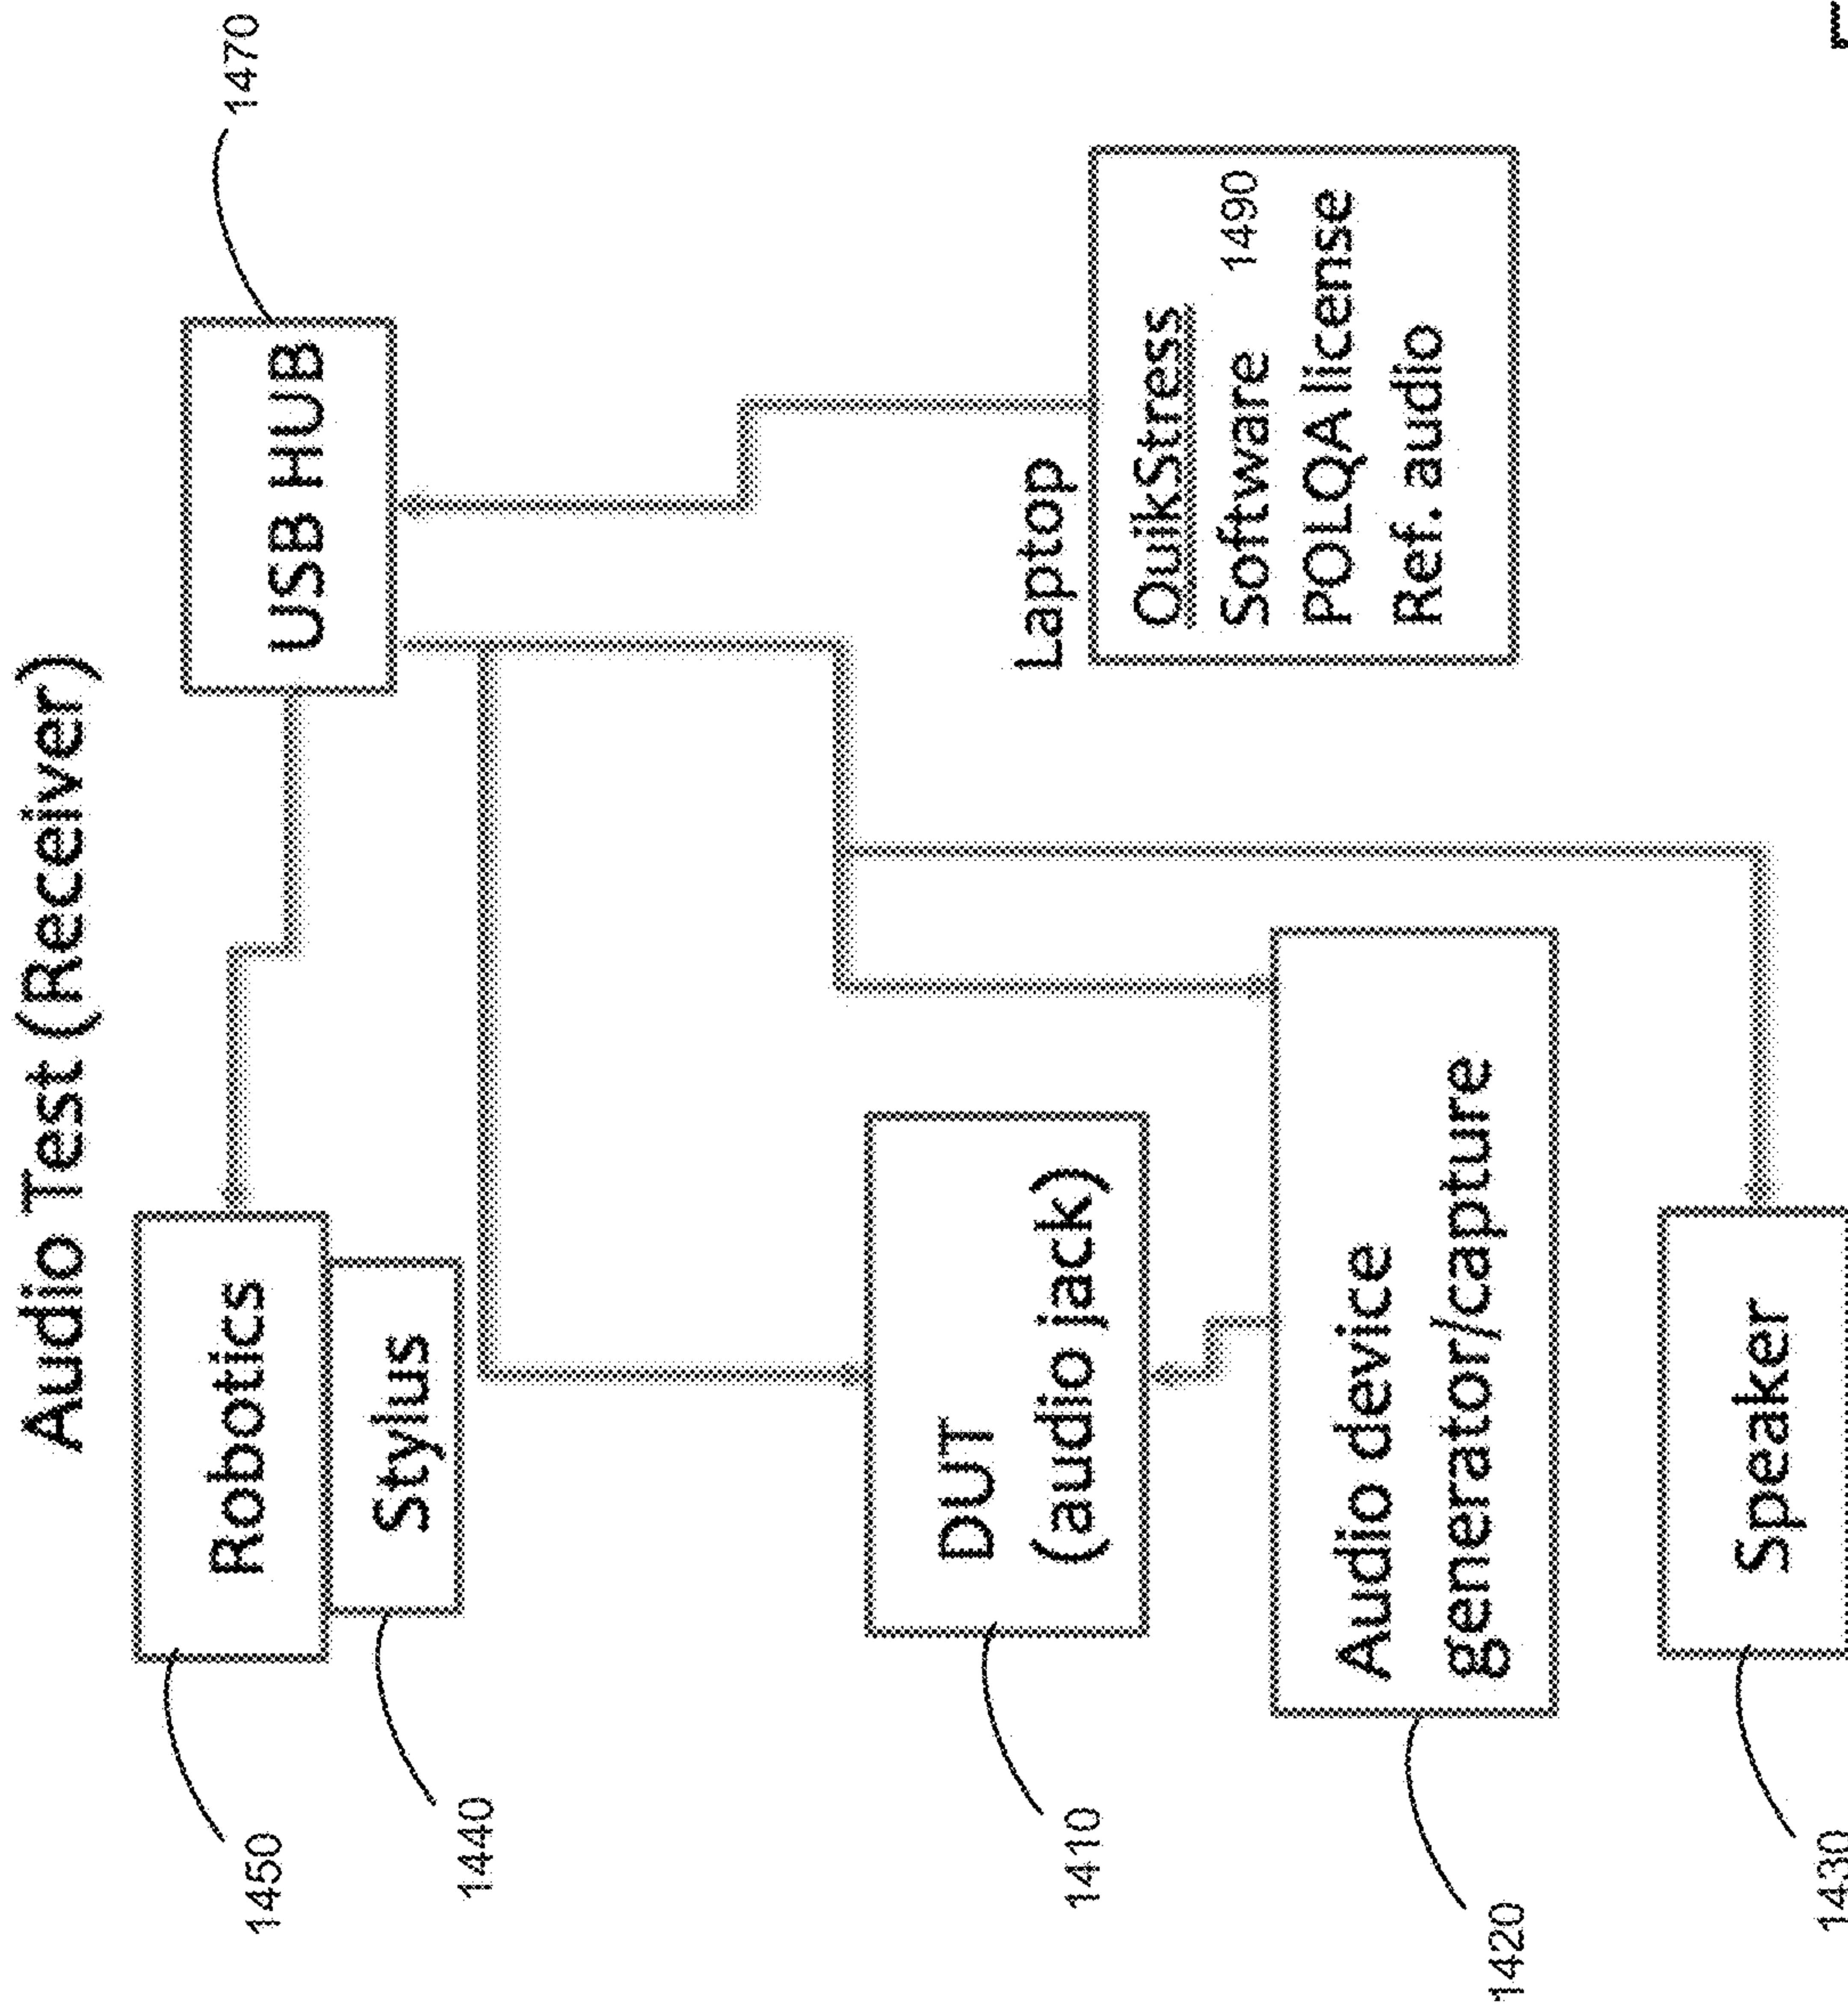 Audio Test (Receiver)
1450
Robotics
USB HUB
1470
1440
Stylus
1410
DUT
(audio jack)
Laptop
QuikStress
Software 1490
POLQA license
Ref. audio
1420
Audio device
generator/capture
1430
Speaker